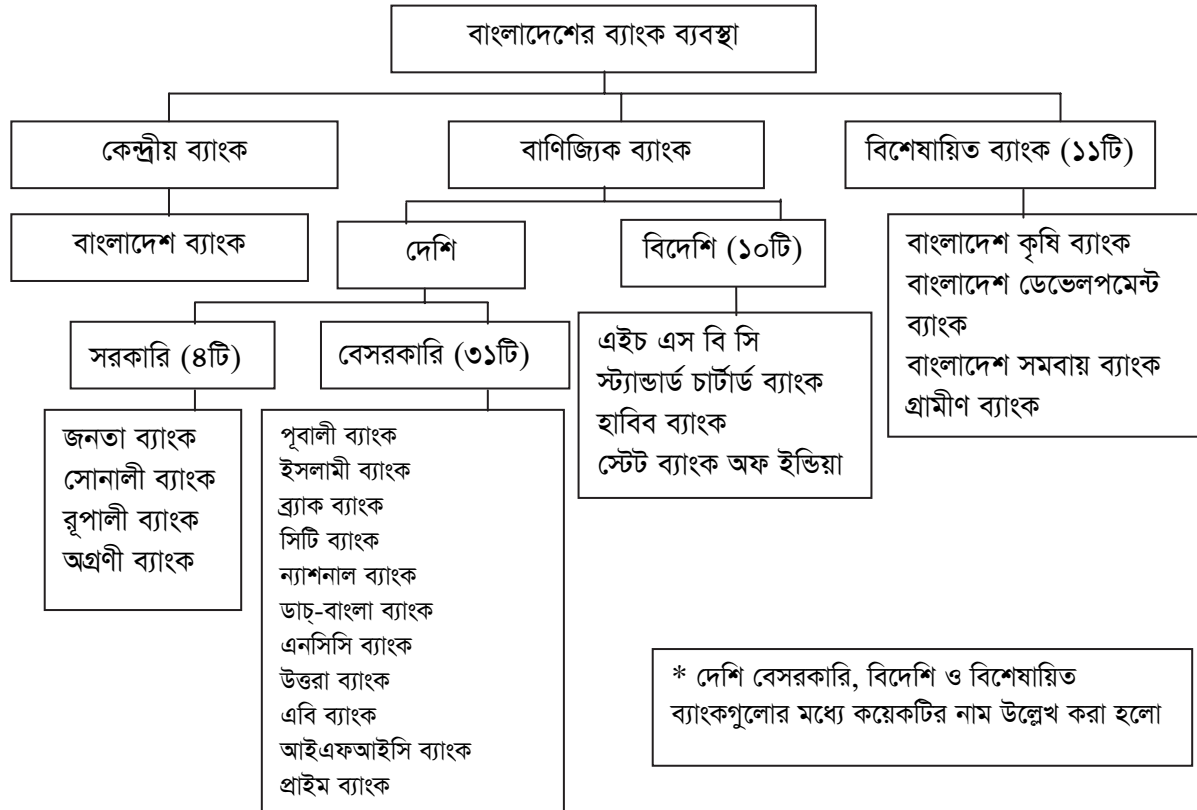 বাংলাদেশের ব্যাংক ব্যবস্থা
কেন্দ্রীয় ব্যাংক
বাণিজ্যিক ব্যাংক
বিশেষায়িত ব্যাংক (১১টি)
বাংলাদেশ ব্যাংক
দেশি
বিদেশি (১০টি)
বাংলাদেশ কৃষি ব্যাংক
বাংলাদেশ ডেভেলপমেন্ট
ব্যাংক
বাংলাদেশ সমবায় ব্যাংক
গ্রামীণ ব্যাংক
সরকারি (৪টি)
বেসরকারি (৩১টি)
এইচ এস বি সি
স্ট্যান্ডার্ড চার্টার্ড ব্যাংক
হাবিব ব্যাংক
স্টেট ব্যাংক অফ ইন্ডিয়া
জনতা ব্যাংক
সোনালী ব্যাংক
রূপালী ব্যাংক
অগ্রণী ব্যাংক
পূবালী ব্যাংক
ইসলামী ব্যাংক
ব্র্যাক ব্যাংক
সিটি ব্যাংক
ন্যাশনাল ব্যাংক
ডাচ্-বাংলা ব্যাংক
এনসিসি ব্যাংক
উত্তরা ব্যাংক
এবি ব্যাংক
আইএফআইসি ব্যাংক
প্রাইম ব্যাংক
* দেশি বেসরকারি, বিদেশি ও বিশেষায়িত
ব্যাংকগুলোর মধ্যে কয়েকটির নাম উল্লেখ করা হলো